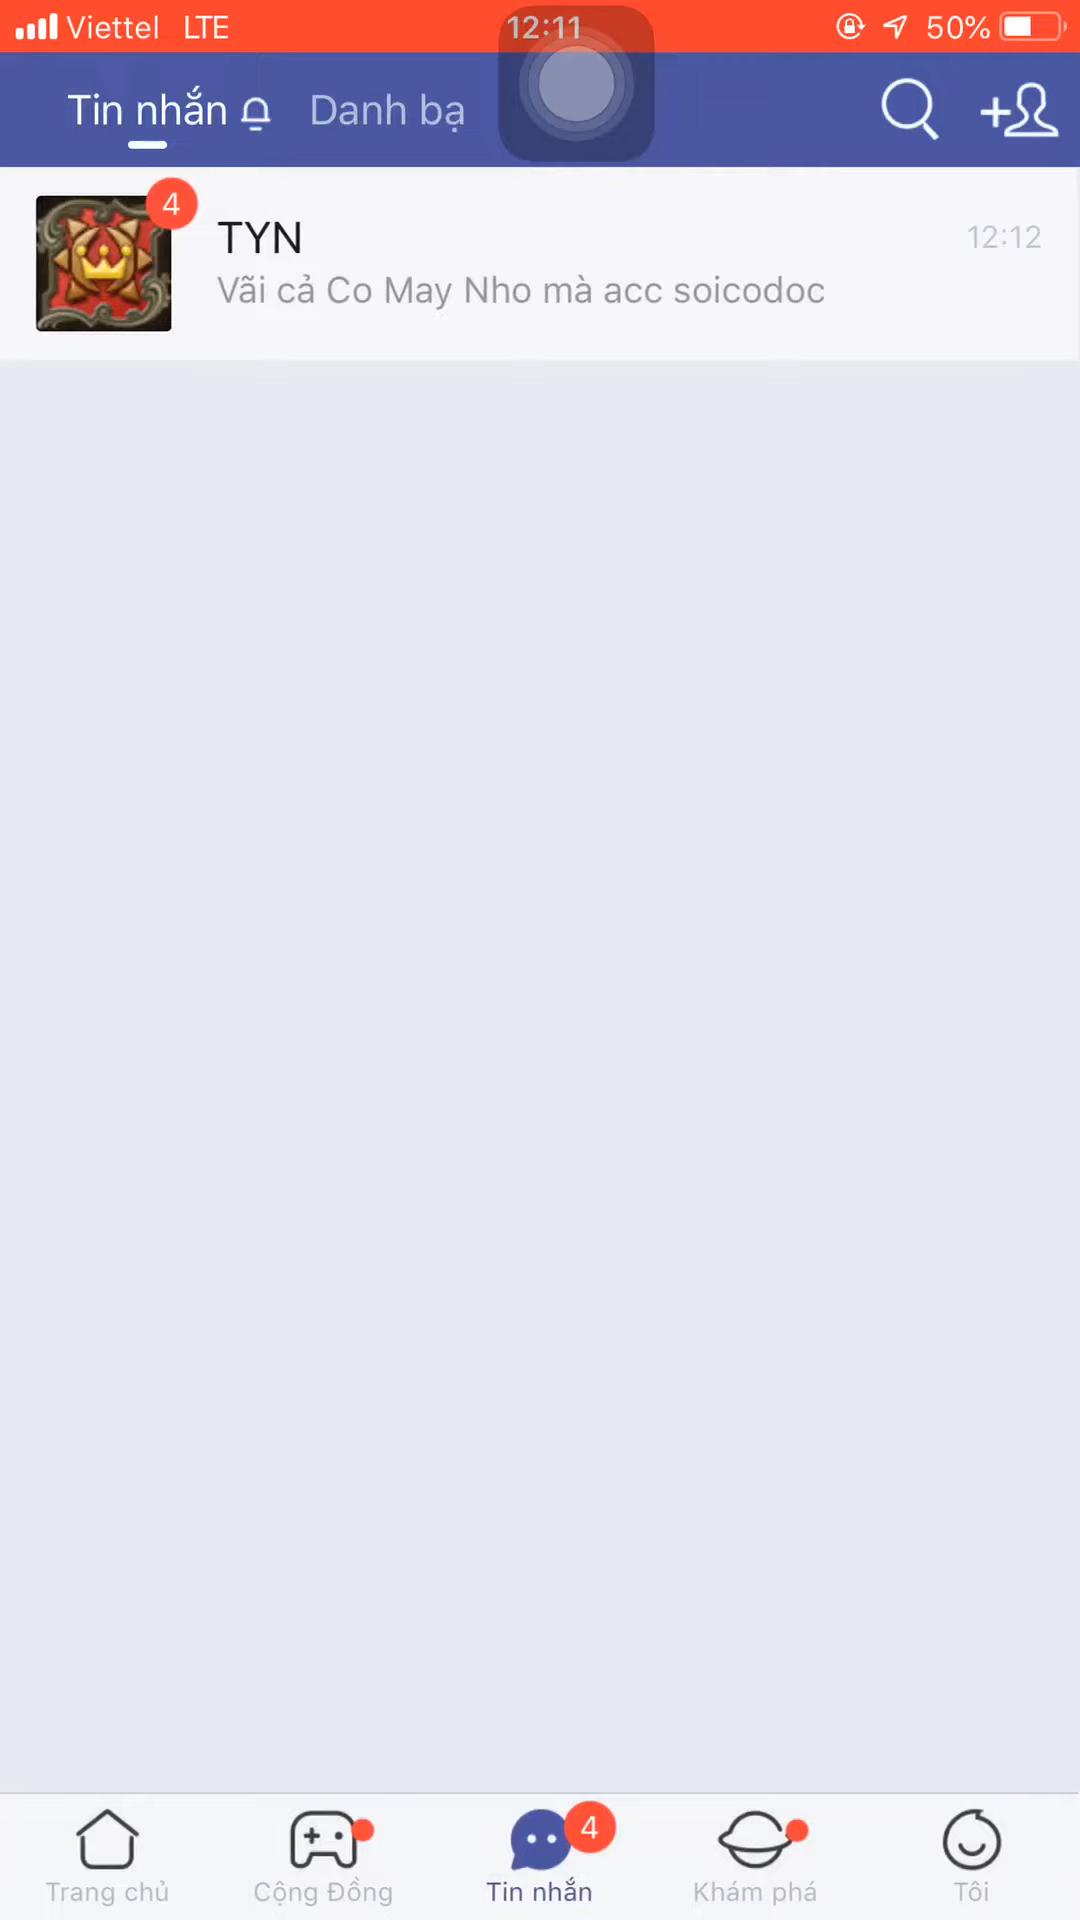 Viettel LTE 12:11 50%
Tin nhắn Danh bạ
4
TYN 12:12
Vãi cả Co May Nho mà acc soicodoc
4
Trang chủ Cộng Đồng Tin nhắn Khám phá Tôi